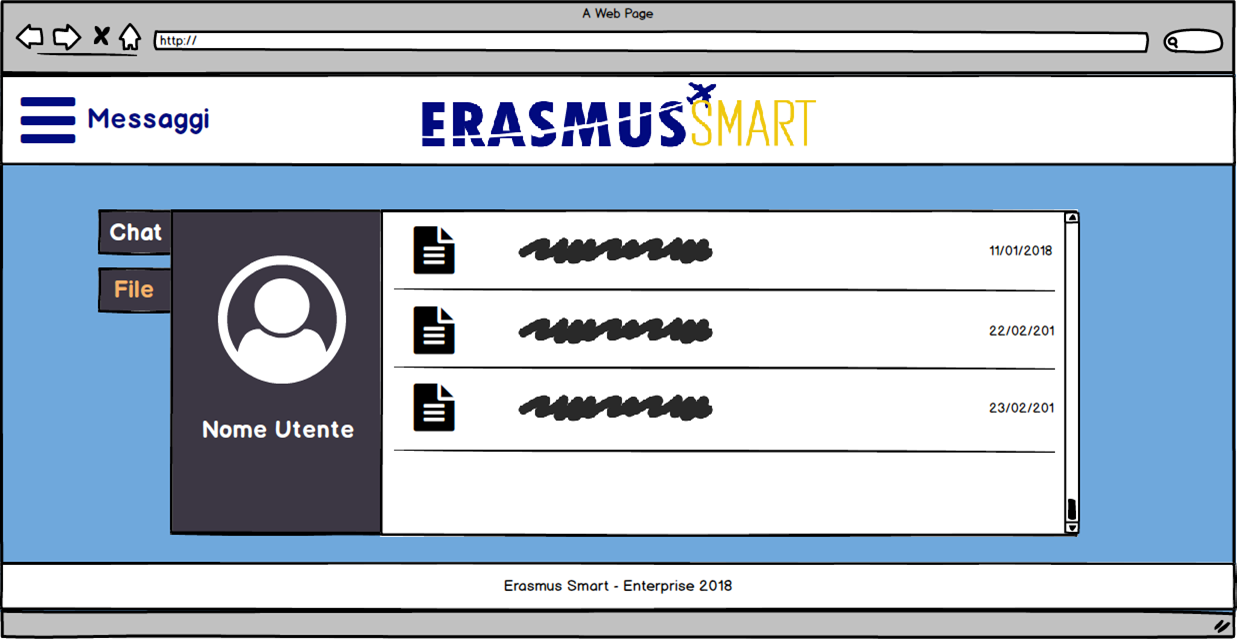 A Web Page
http://
Messaggi
ERASMUS SMART
Chat
File
Nome Utente
11/01/2018
22/02/201
23/02/201
Erasmus Smart - Enterprise 2018